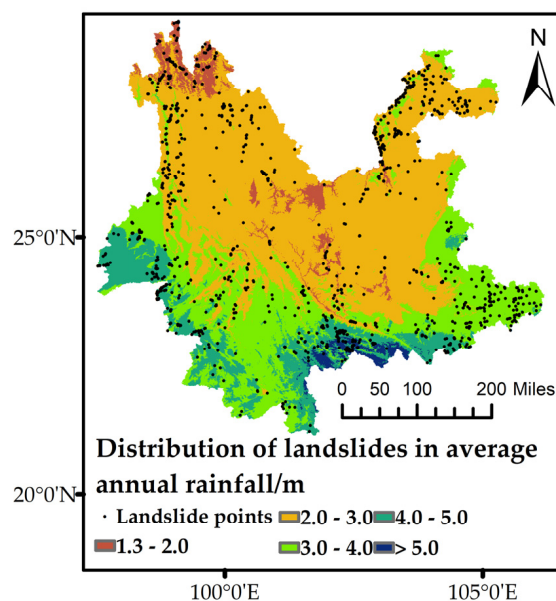 N
25°0'N
0 50 100 200 Miles
Distribution of landslides in average
annual rainfall/m
Landslide points 2.0 - 3.0 4.0 - 5.0
1.3 - 2.0 3.0 - 4.0 > 5.0
20°0'N
100°0'E 105°0'E